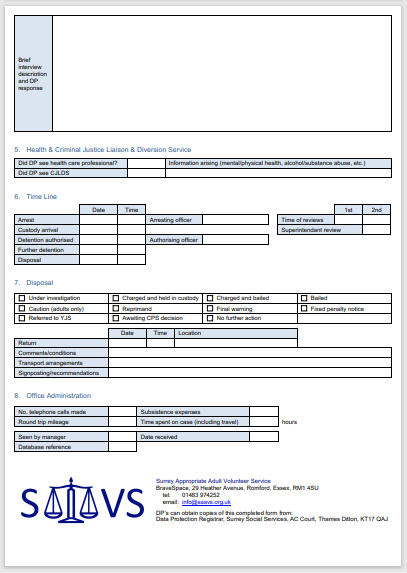 Brief
interview
description
and DP
response
5. Health & Criminal Justice Liaison & Diversion Service
Did DP see health care professional? Information arising (mental/physical health, alcohol/substance abuse, etc.)
Did DP see CJLDS
6. Time Line
Date Time 1st 2nd
Arrest Arresting officer Time of reviews
Custody arrival Superintendent review
Detention authorised Authorising officer
Further detention
Disposal
7. Disposal
Under investigation Charged and held in custody Charged and bailed Bailed
Caution (adults only) Reprimand Final warning Fixed penalty notice
Referred to YJS Awaiting CPS decision No further action
Date Time Location
Return
Comments/conditions
Transport arrangements
Signposting/recommendations
8. Office Administration
No. telephone calls made Subsistence expenses
Round trip mileage Time spent on case (including travel) hours
Seen by manager Date received
Database reference
SAAVS
Surrey Appropriate Adult Volunteer Service
BraveSpace, 29 Heather Avenue, Romford, Essex, RM1 4SU
tel: 01483 974252
email: info@ssavs.org.uk
DP's can obtain copies of this completed form from:
Data Protection Registrar, Surrey Social Services, AC Court, Thames Ditton, KT17 QAJ